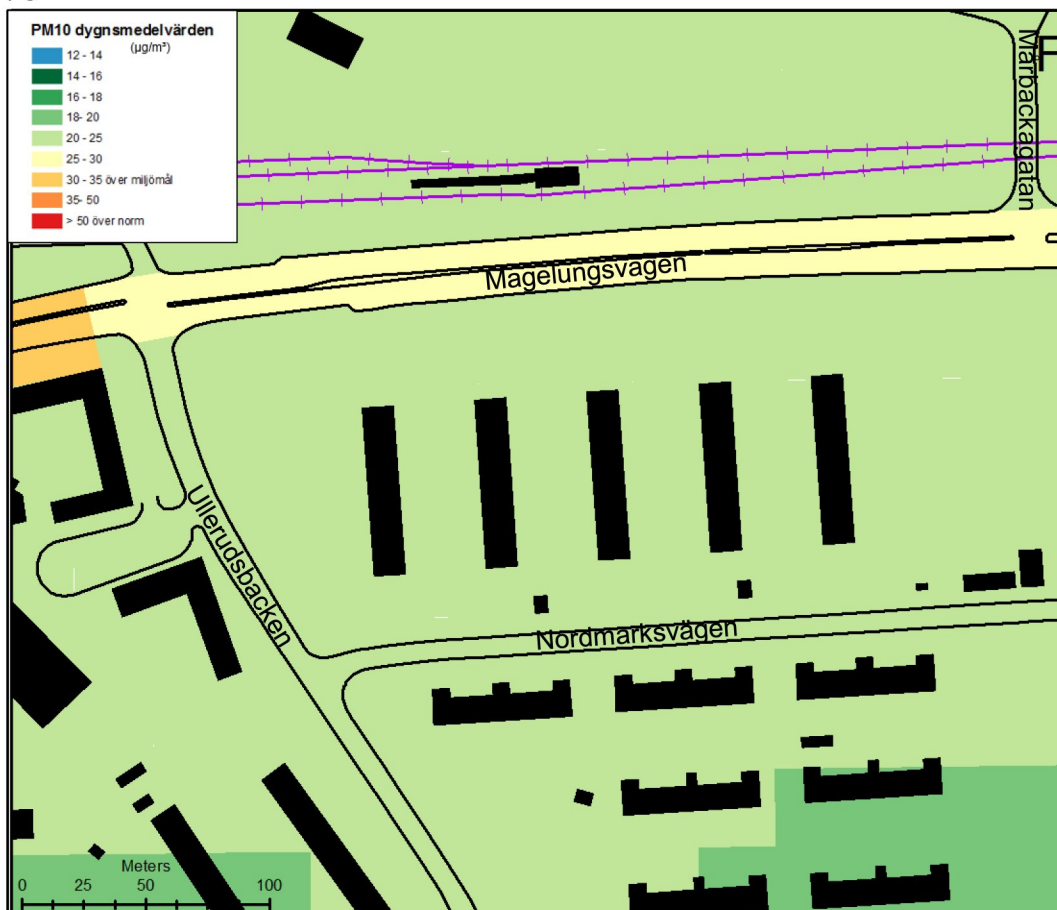 PM10 dygnsmedelvärden
(µg/m³)
12 - 14
14 - 16
16 - 18
18- 20
20 - 25
25 - 30
30 - 35 över miljömål
35- 50
> 50 över norm
Mårbackagatan
F
Magelungsvägen
Ullerudsbacken
Nordmarksvägen
Meters
0 25 50 100